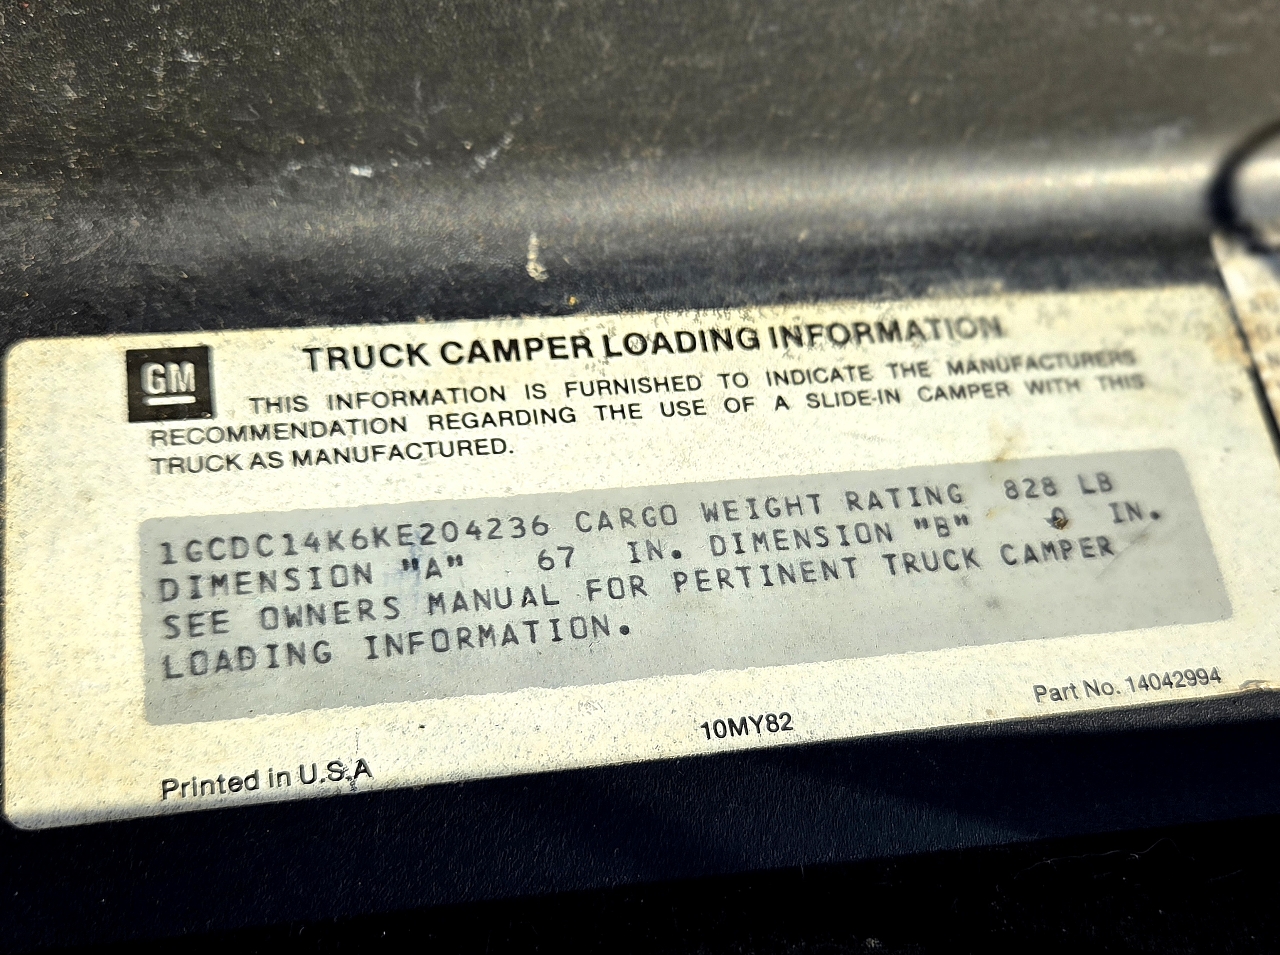 GM
TRUCK CAMPER LOADING INFORMATION
THIS INFORMATION IS FURNISHED TO INDICATE THE MANUFACTURERS
RECOMMENDATION REGARDING THE USE OF A SLIDE-IN CAMPER WITH THIS
TRUCK AS MANUFACTURED.
1GCDC14K6KE204236 CARGO WEIGHT RATING 828 LB
DIMENSION "A" 67 IN. DIMENSION "B" IN.
SEE OWNERS MANUAL FOR PERTINENT TRUCK CAMPER
LOADING INFORMATION.
Part No. 14042994
10MY82
Printed in U.S.A